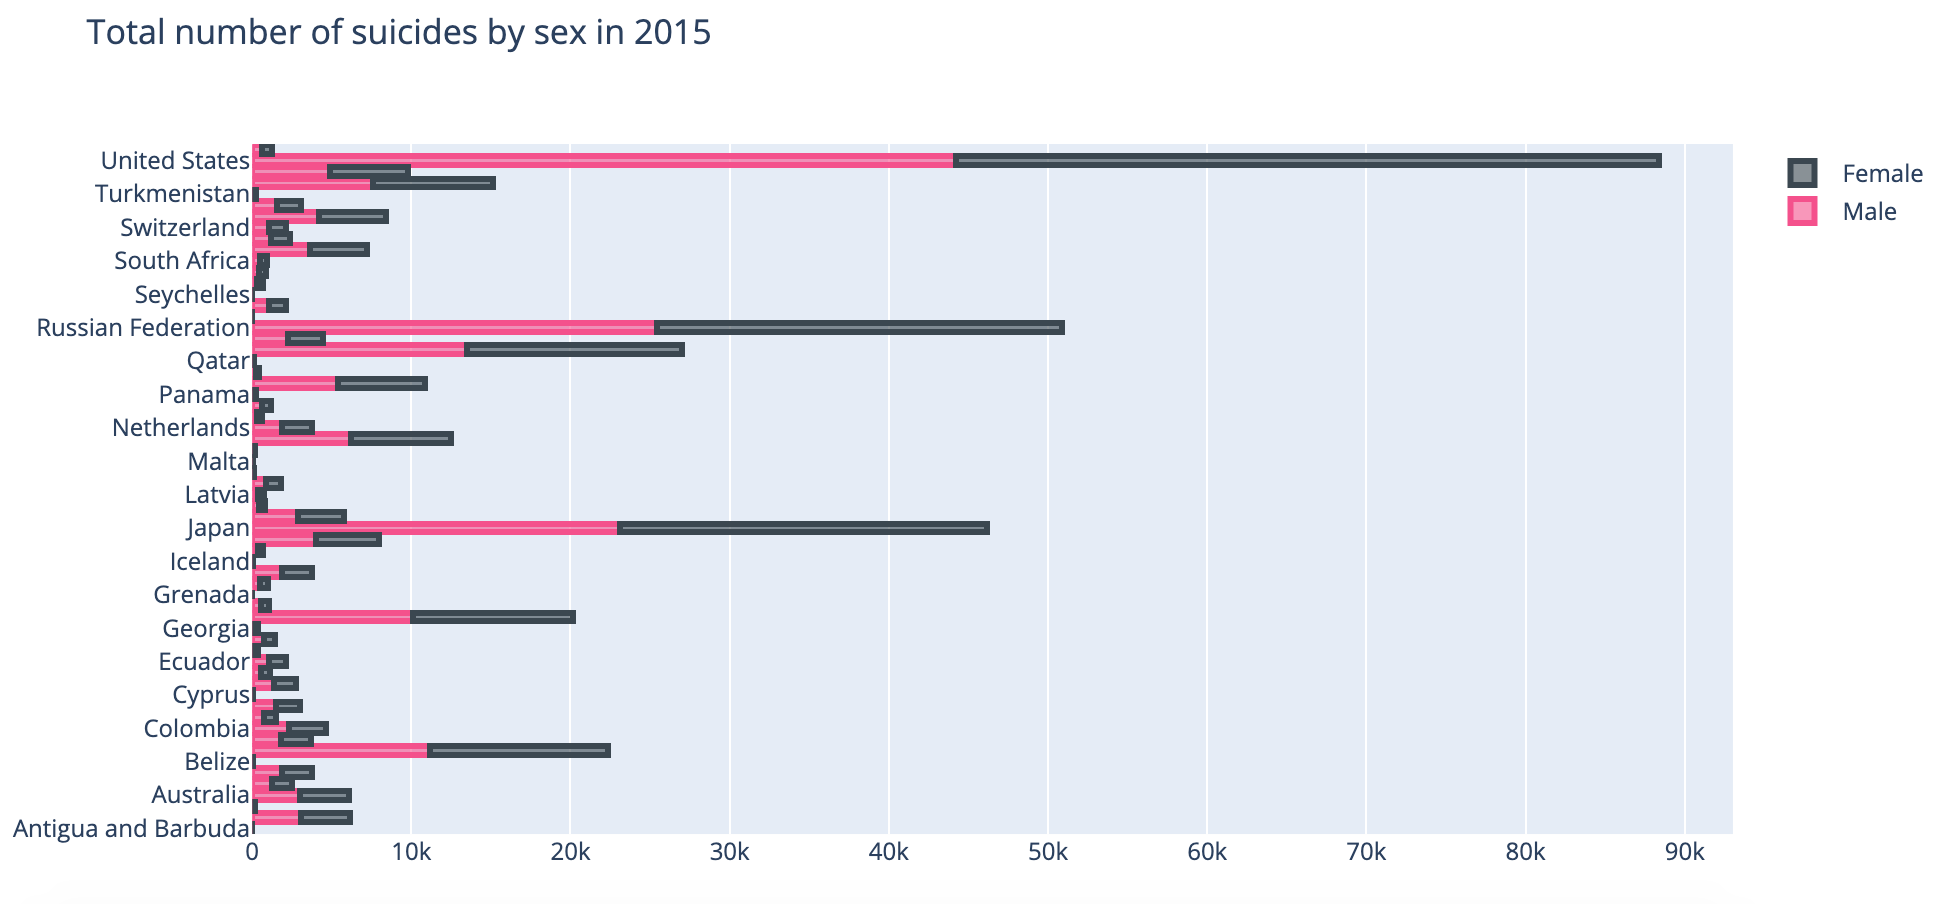 Total number of suicides by sex in 2015
United States
Turkmenistan
Switzerland
South Africa
Seychelles
Russian Federation
Qatar
Panama
Netherlands
Malta
Latvia
Japan
Iceland
Grenada
Georgia
Ecuador
Cyprus
Colombia
Belize
Australia
Antigua and Barbuda
0 10k 20k 30k 40k 50k 60k 70k 80k 90k
Female
Male